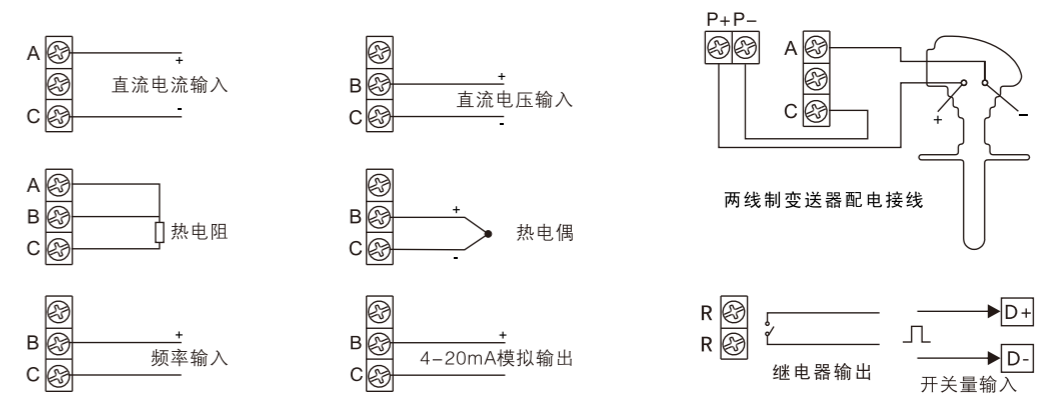 A
+
直流电流输入
-
C
+
B
直流电压输入
C
-
P+P-
A
C
+
-
两线制变送器配电接线
A
B
热电阻
C
+
B
热电偶
C
-
+
B
频率输入
C
+
B
4-20mA模拟输出
C
R
R
继电器输出
D+
D-
开关量输入